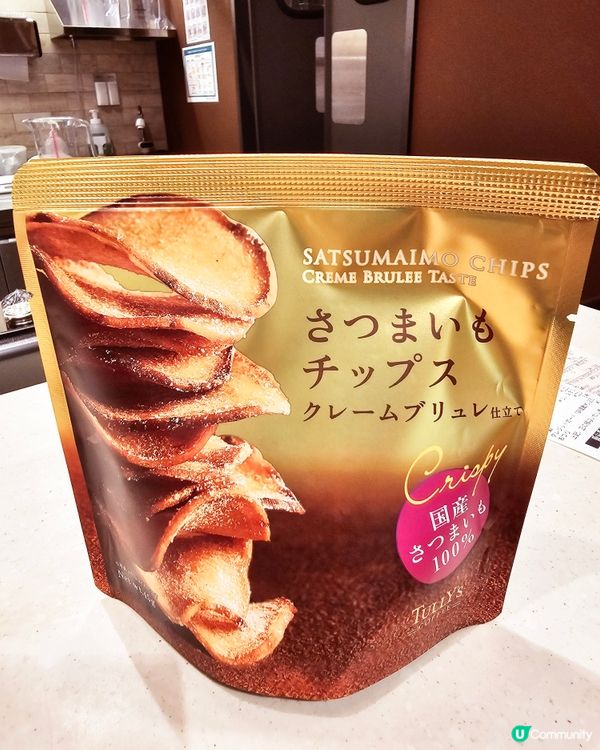 SATSUMAIMO CHIPS
CREME BRULEE TASTE
さつまいも
チップス
クレームブリュレ仕立て
Crispy
国産
さつまいも
100%
TULLY'S
U Community